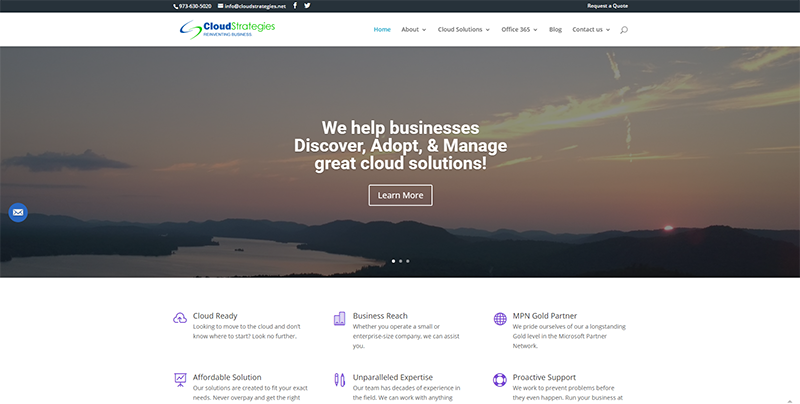 973-630-5020 info@cloudstrategies.net Request a Quote
CloudStrategies
REINVENTING BUSINESS
Home About Cloud Solutions Office 365 Blog Contact us
We help businesses
Discover, Adopt, & Manage
great cloud solutions!
Learn More
Cloud Ready
Looking to move to the cloud and don't
know where to start? Look no further.
Business Reach
Whether you operate a small or
enterprise-size company, we can assist
you.
MPN Gold Partner
We pride ourselves of our a longstanding
Gold level in the Microsoft Partner
Network.
Affordable Solution
Our solutions are created to fit your exact
needs. Never overpay and get the right
Unparalleled Expertise
Our team has decades of experience in
the field. We can work with anything
Proactive Support
We work to prevent problems before
they even happen. Run your business at